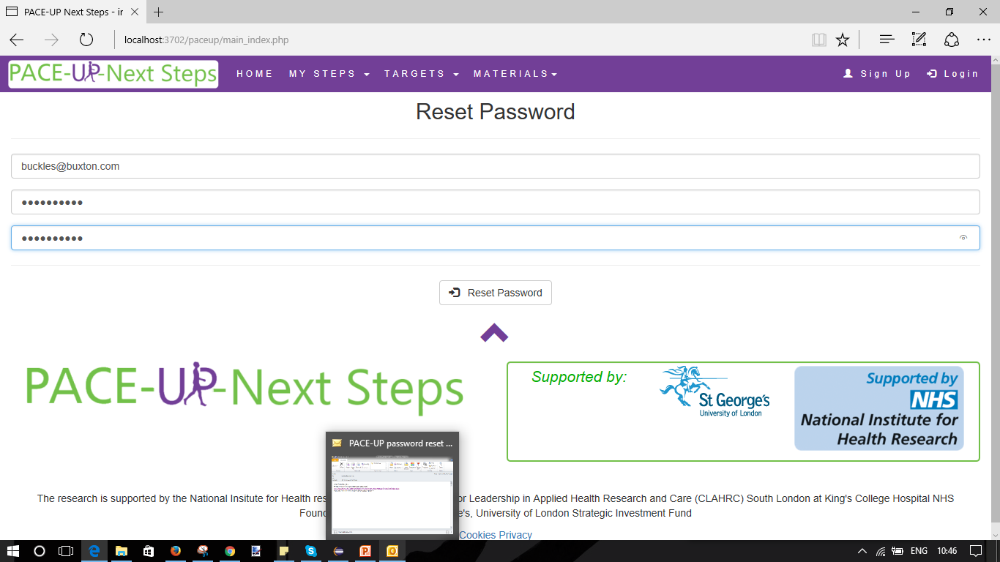 PACE-UP Next Steps - ir
localhost:3702/paceup/main_index.php
PACE-UP-Next Steps HOME MY STEPS TARGETS MATERIALS Sign Up Login
Reset Password
buckles@buxton.com
●●●●●●●●●●
●●●●●●●●●●
Reset Password
PACE-UP-Next Steps
Supported by:
St George's
University of London
Supported by
NHS
National Institute for
Health Research
PACE-UP password reset ...
The research is supported by the National Insitute for Health res or Leadership in Applied Health Research and Care (CLAHRC) South London at King's College Hospital NHS
Found e's, University of London Strategic Investment Fund
Cookies Privacy
ENG 10:46